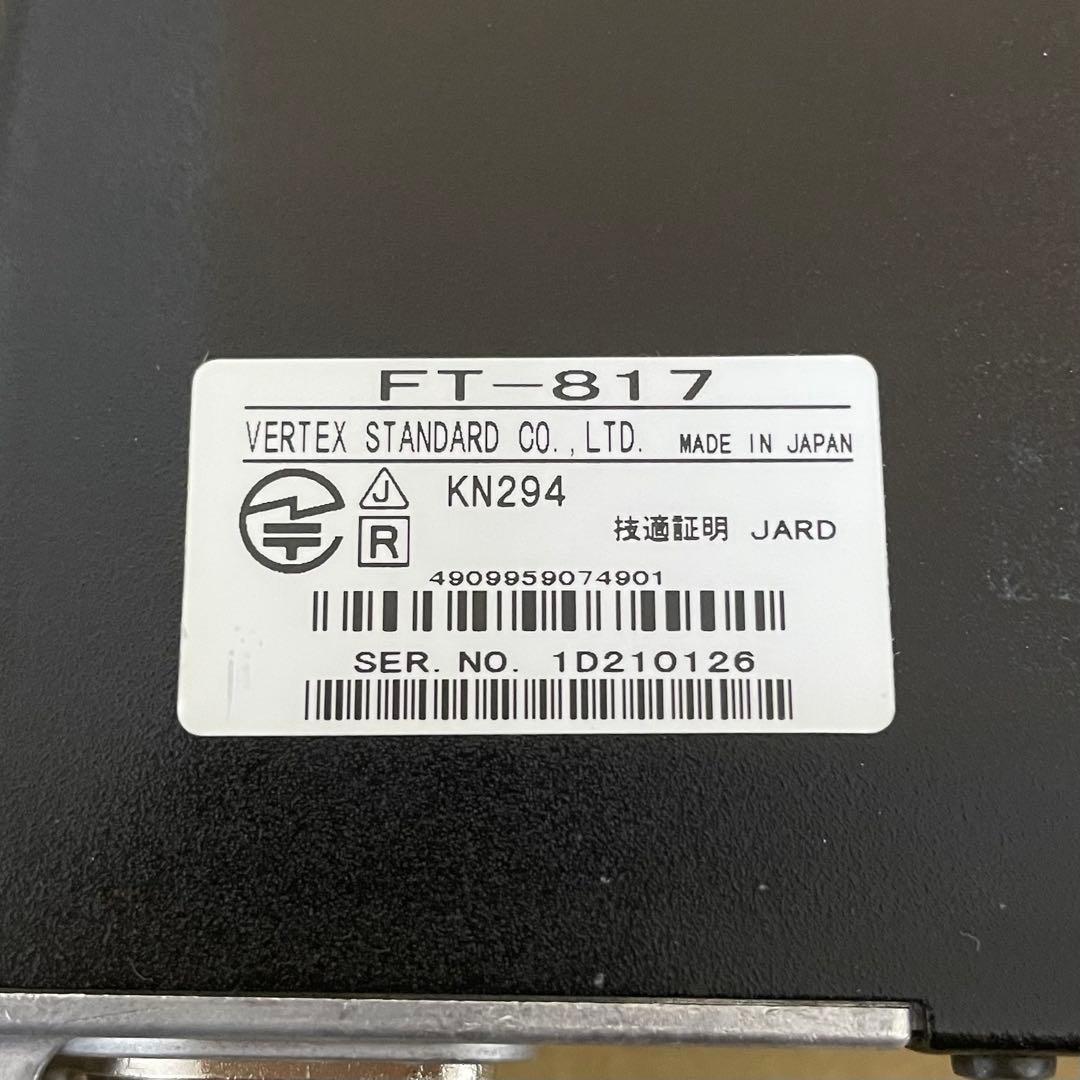 FT-817
VERTEX STANDARD CO.,LTD. MADE IN JAPAN
J KN294
R 技適証明 JARD
4909959074901
SER. NO. 1D210126